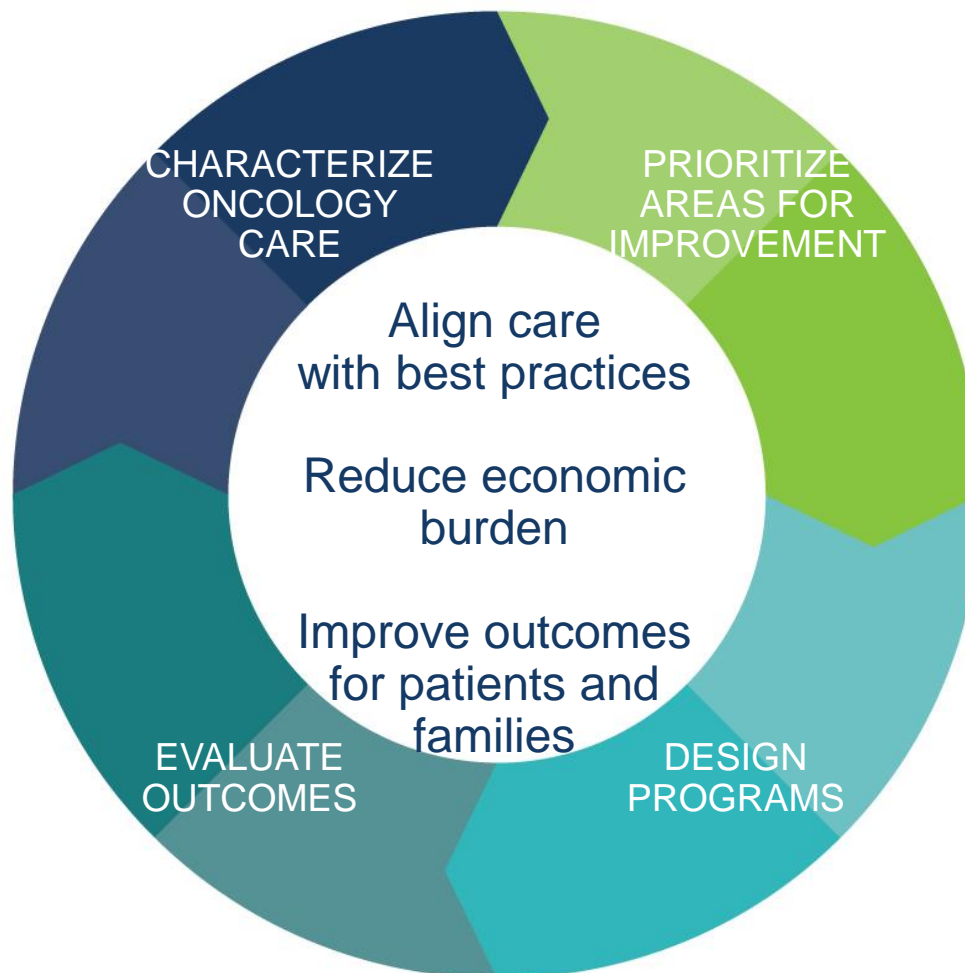 CHARACTERIZE
ONCOLOGY
CARE
PRIORITIZE
AREAS FOR
IMPROVEMENT
Align care
with best practices
Reduce economic
burden
Improve outcomes
for patients and
families
EVALUATE
OUTCOMES
DESIGN
PROGRAMS